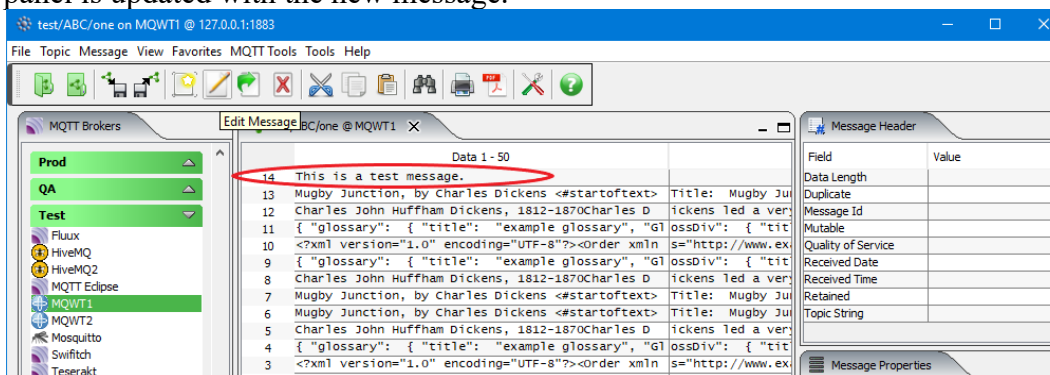 panel is updated with the new message.
test/ABC/one on MQWT1 @ 127.0.0.1:1883
File Topic Message View Favorites MQTT Tools Tools Help
PDF
Edit Message
MQTT Brokers
BC/one @ MQWT1
Message Header
Prod
QA
Test
Fluux
HiveMQ
HiveMQ2
MQTT Eclipse
MQWT1
MQWT2
Mosquitto
Swifitch
Teserakt
Data 1 - 50
14 This is a test message.
13 Mugby Junction, by Charles Dickens <#startoftext> Title: Mugby Ju
12 Charles John Huffham Dickens, 1812-1870Charles D ickens led a very
11 { "glossary": { "title": "example glossary", "Gl ossDiv": { "tit
10 <?xml version="1.0" encoding="UTF-8"?><Order xmln s="http://www.ex
9 { "glossary": { "title": "example glossary", "Gl ossDiv": { "tit
8 Charles John Huffham Dickens, 1812-1870Charles D ickens led a very
7 Mugby Junction, by Charles Dickens <#startoftext> Title: Mugby Ju
6 Mugby Junction, by Charles Dickens <#startoftext> Title: Mugby Ju
5 Charles John Huffham Dickens, 1812-1870Charles D ickens led a very
4 { "glossary": { "title": "example glossary", "Gl ossDiv": { "tit
3 <?xml version="1.0" encoding="UTF-8"?><Order xmln s="http://www.ex
Field Value
Data Length
Duplicate
Message Id
Mutable
Quality of Service
Received Date
Received Time
Retained
Topic String
Message Properties